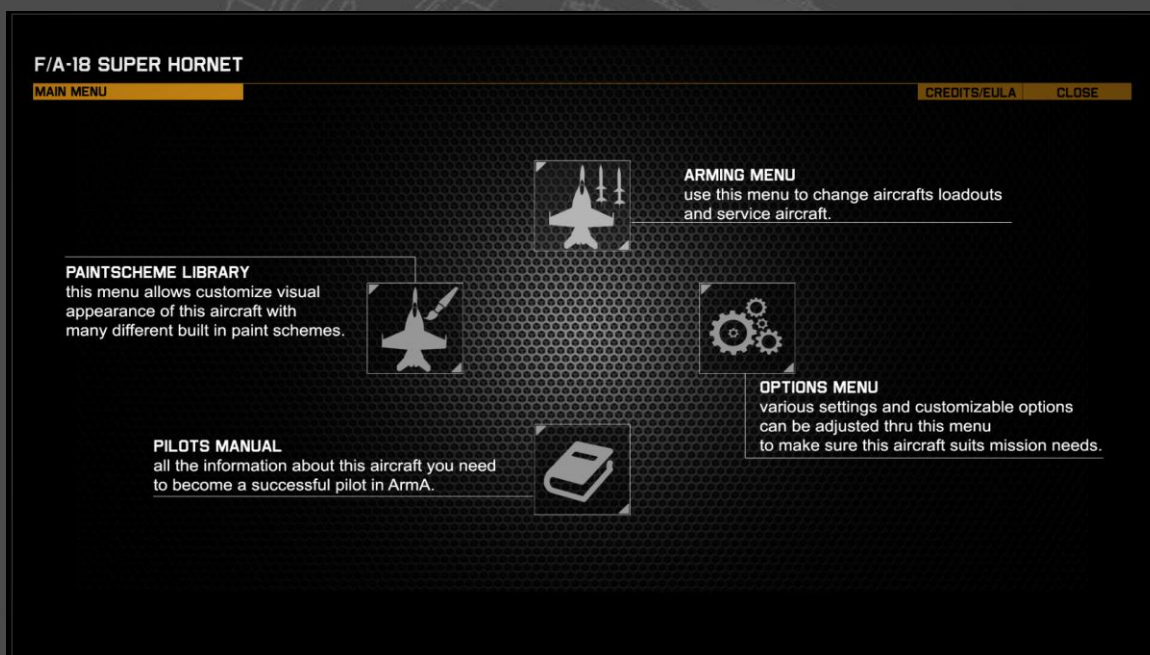 F/A-18 SUPER HORNET
MAIN MENU
CREDITS/EULA
CLOSE
ARMING MENU
use this menu to change aircrafts loadouts
and service aircraft.
PAINTSCHEME LIBRARY
this menu allows customize visual
appearance of this aircraft with
many different built in paint schemes.
OPTIONS MENU
various settings and customizable options
can be adjusted thru this menu
to make sure this aircraft suits mission needs.
PILOTS MANUAL
all the information about this aircraft you need
to become a successful pilot in ArmA.